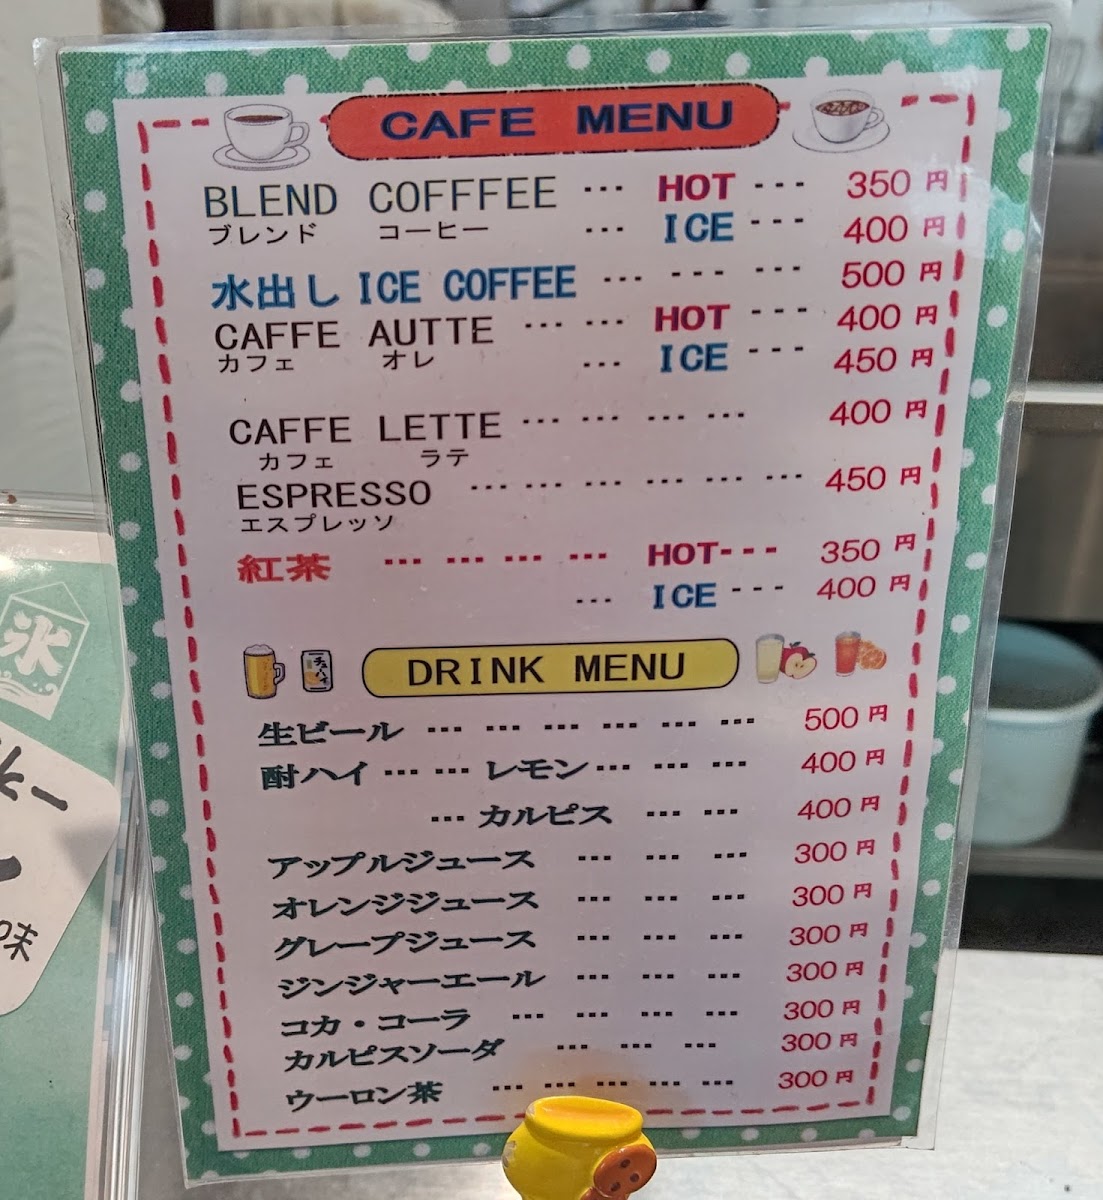 CAFE MENU
BLEND COFFFEE ··· HOT --- 350 円
ブレンド コーヒー ··· ICE --- 400 円
水出し ICE COFFEE ··· --- --- 500 円
CAFFE AUTTE ··· ··· HOT --- 400 円
カフェ オレ ··· ICE --- 450 円
CAFFE LETTE ··· ··· ··· ··· 400 円
カフェ ラテ
ESPRESSO ··· ··· ··· ··· ··· ··· 450 円
エスプレッソ
紅茶 ··· ··· ··· ··· HOT--- 350 円
··· ICE --- 400 円
チューハイ
DRINK MENU
生ビール ··· ··· ··· ··· ··· ··· 500 円
酎ハイ ··· ··· レモン ··· ··· ··· 400 円
··· カルピス ··· ··· 400 円
アップルジュース ··· ··· ··· 300 円
オレンジジュース ··· ··· ··· 300 円
グレープジュース ··· ··· ··· 300 円
ジンジャーエール ··· ··· ··· 300 円
コカ・コーラ ··· ··· ··· ··· 300 円
カルピスソーダ ··· ··· ··· 300 円
ウーロン茶 ··· ··· ··· ··· ··· 300 円
氷
味